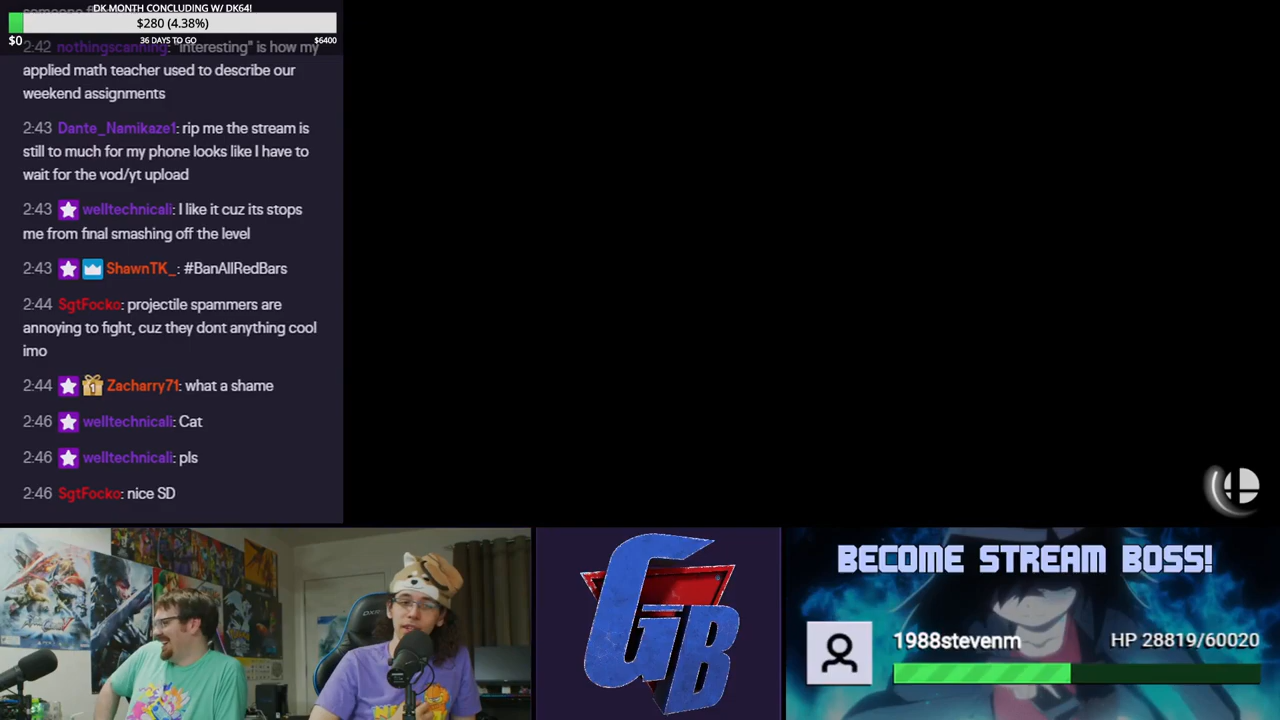 DK MONTH CONCLUDING W/ DK64!
$280 (4.38%)
$0 36 DAYS TO GO $6400
2:42 nothingscanning: "interesting" is how my
applied math teacher used to describe our
weekend assignments
2:43 Dante_Namikaze1: rip me the stream is
still to much for my phone looks like I have to
wait for the vod/yt upload
2:43 welltechnicali: I like it cuz its stops
me from final smashing off the level
2:43 ShawnTK_: #BanAllRedBars
2:44 SgtFocko: projectile spammers are
annoying to fight, cuz they dont anything cool
imo
2:44 1 Zacharry71: what a shame
2:46 welltechnicali: Cat
2:46 welltechnicali: pls
2:46 SgtFocko: nice SD
GB
BECOME STREAM BOSS!
1988stevenm HP 28819/60020